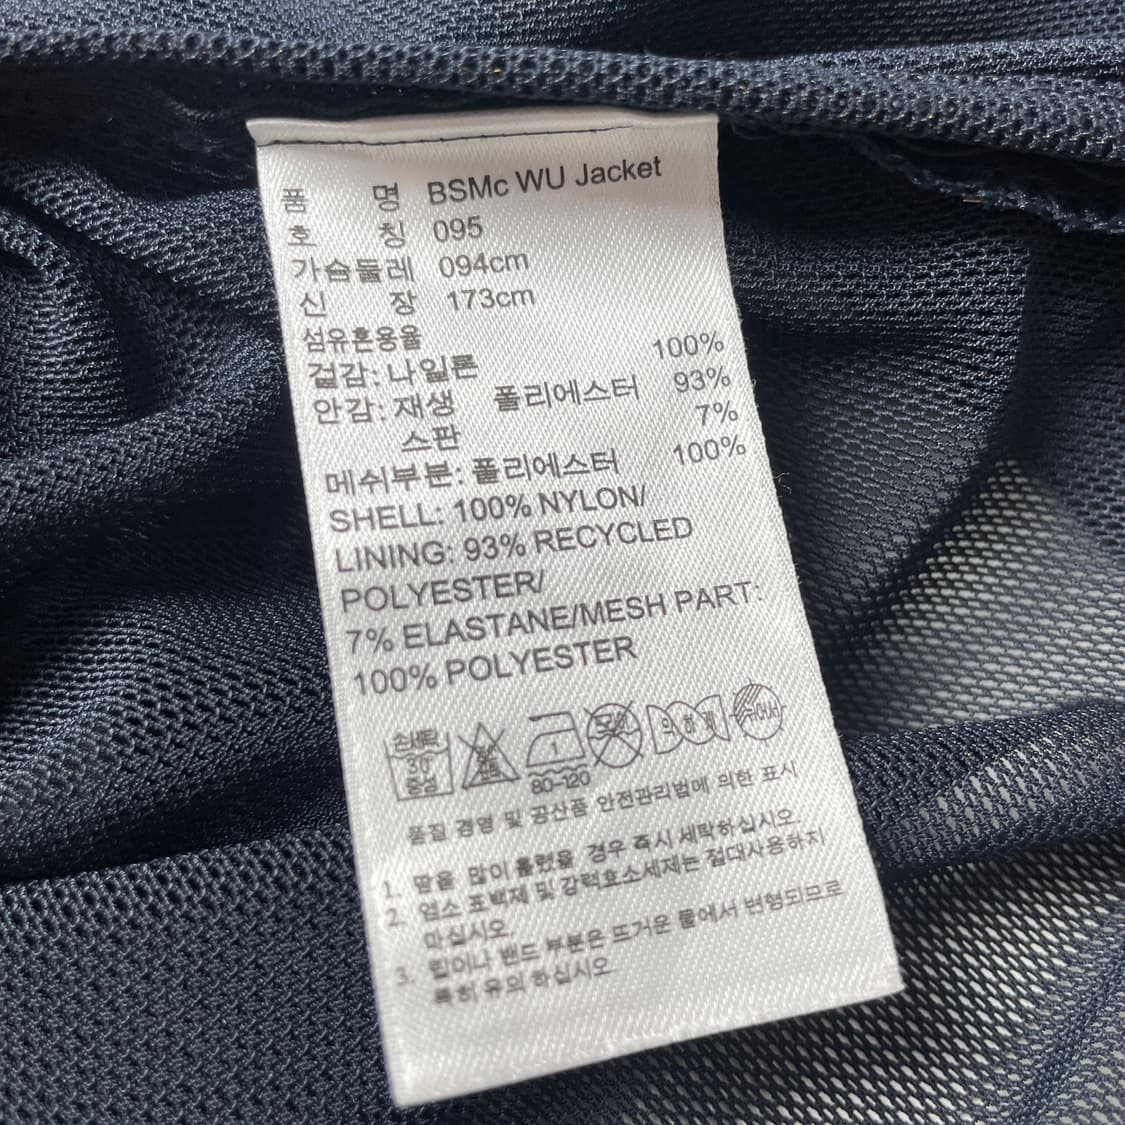 품 명 BSMc WU Jacket
호 칭 095
가슴둘레 094cm
신 장 173cm
섬유혼용율
겉감: 나일론 100%
안감: 재생 폴리에스터 93%
스판 7%
메쉬부분: 폴리에스터 100%
SHELL: 100% NYLON/
LINING: 93% RECYCLED
POLYESTER/
7% ELASTANE/MESH PART:
100% POLYESTER
손세탁 30 중성 1 80-120
품질 경영 및 공산품 안전관리법에 의한 표시
1. 땀을 많이 흘렸을 경우 즉시 세탁하십시오.
2. 염소 표백제 및 강력효소세제는 절대사용하지
마십시오
3. 립이나 밴드 부분은 뜨거운 물에서 변형되므로
특히 유의 하십시오